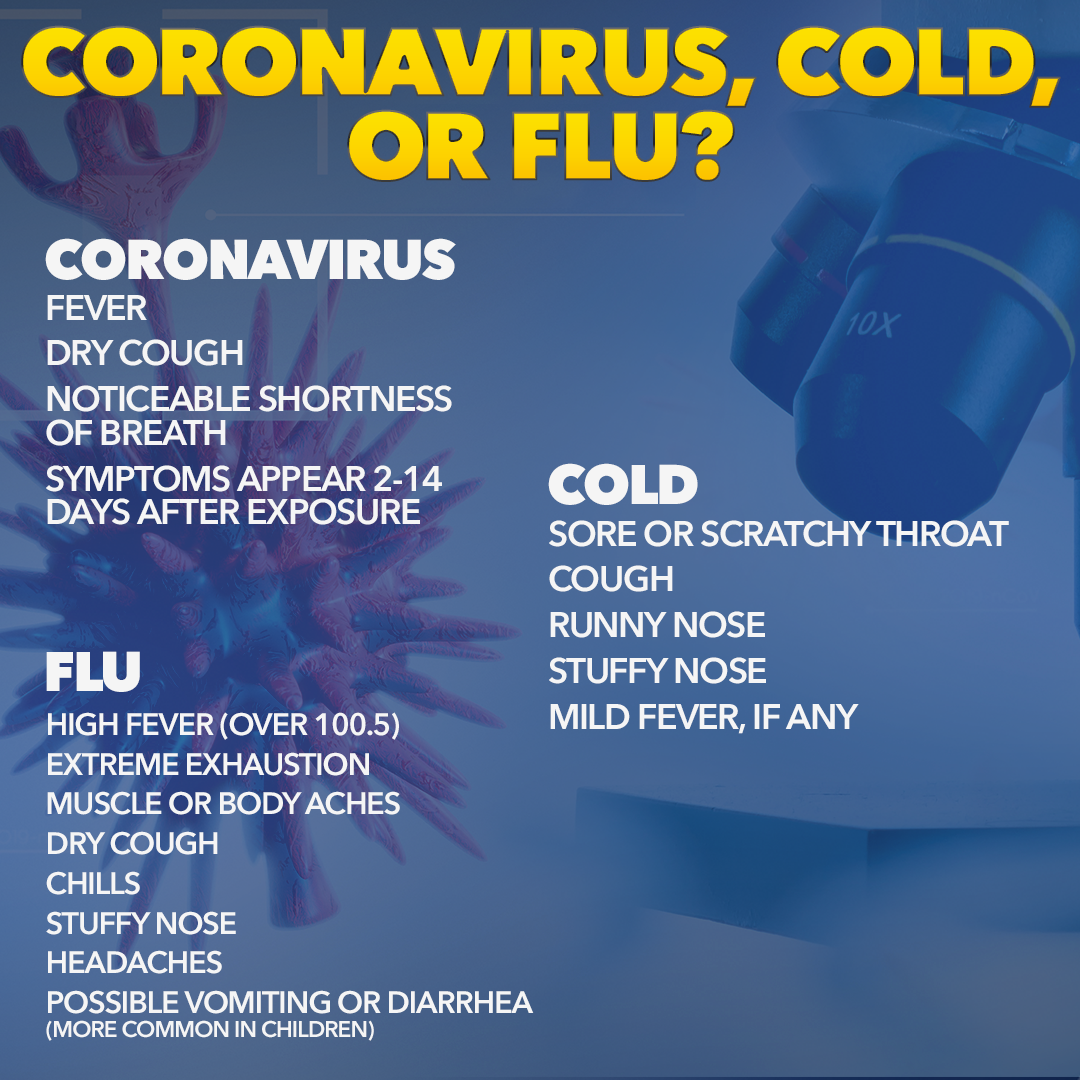 CORONAVIRUS, COLD,
OR FLU?
CORONAVIRUS
FEVER
DRY COUGH
NOTICEABLE SHORTNESS
OF BREATH
SYMPTOMS APPEAR 2-14
DAYS AFTER EXPOSURE
FLU
HIGH FEVER (OVER 100.5)
EXTREME EXHAUSTION
MUSCLE OR BODY ACHES
DRY COUGH
CHILLS
STUFFY NOSE
HEADACHES
POSSIBLE VOMITING OR DIARRHEA
(MORE COMMON IN CHILDREN)
10X
COLD
SORE OR SCRATCHY THROAT
COUGH
RUNNY NOSE
STUFFY NOSE
MILD FEVER, IF ANY